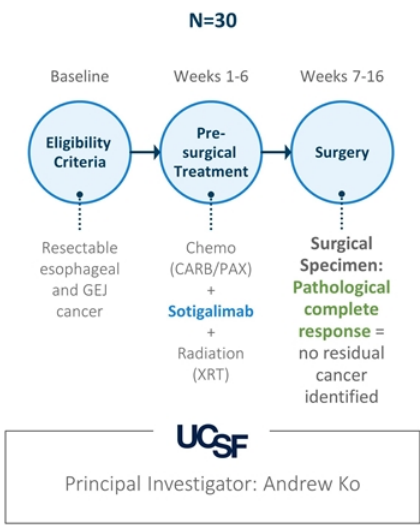 N=30
Baseline
Weeks 1-6
Weeks 7-16
Eligibility
Criteria
Pre-
surgical
Treatment
Surgery
Resectable
esophageal
and GEJ
cancer
Chemo
(CARB/PAX)
+
Sotigalimab
+
Radiation
(XRT)
Surgical
Specimen:
Pathological
complete
response =
no residual
cancer
identified
UCSF
Principal Investigator: Andrew Ko